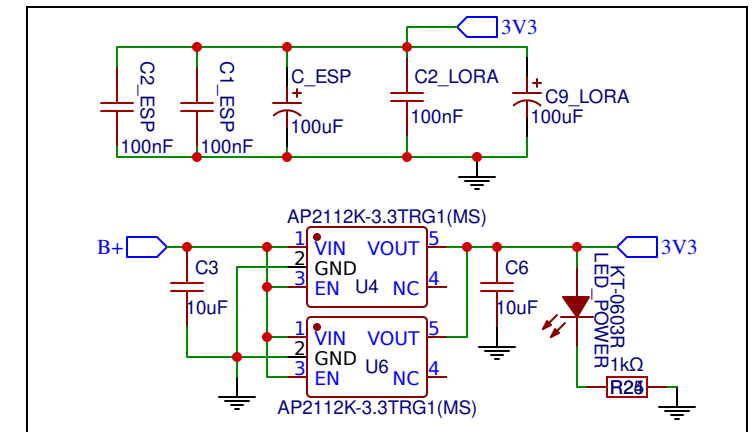 3V3
C2_ESP
100nF
C1_ESP
100nF
C_ESP
+
100uF
C2_LORA
100nF
+
C9_LORA
100uF
AP2112K-3.3TRG1(MS)
B+
C3
10uF
1 VIN VOUT 5
2 GND
3 EN U4 NC 4
C6
10uF
3V3
KT-0603R
LED_POWER
1 VIN VOUT 5
2 GND U6
3 EN NC 4
AP2112K-3.3TRG1(MS)
1kΩ